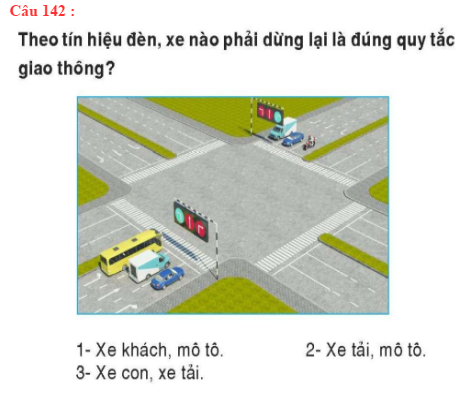 Câu 142 :
Theo tín hiệu đèn, xe nào phải dừng lại là đúng quy tắc
giao thông?
1- Xe khách, mô tô. 2- Xe tải, mô tô.
3- Xe con, xe tải.